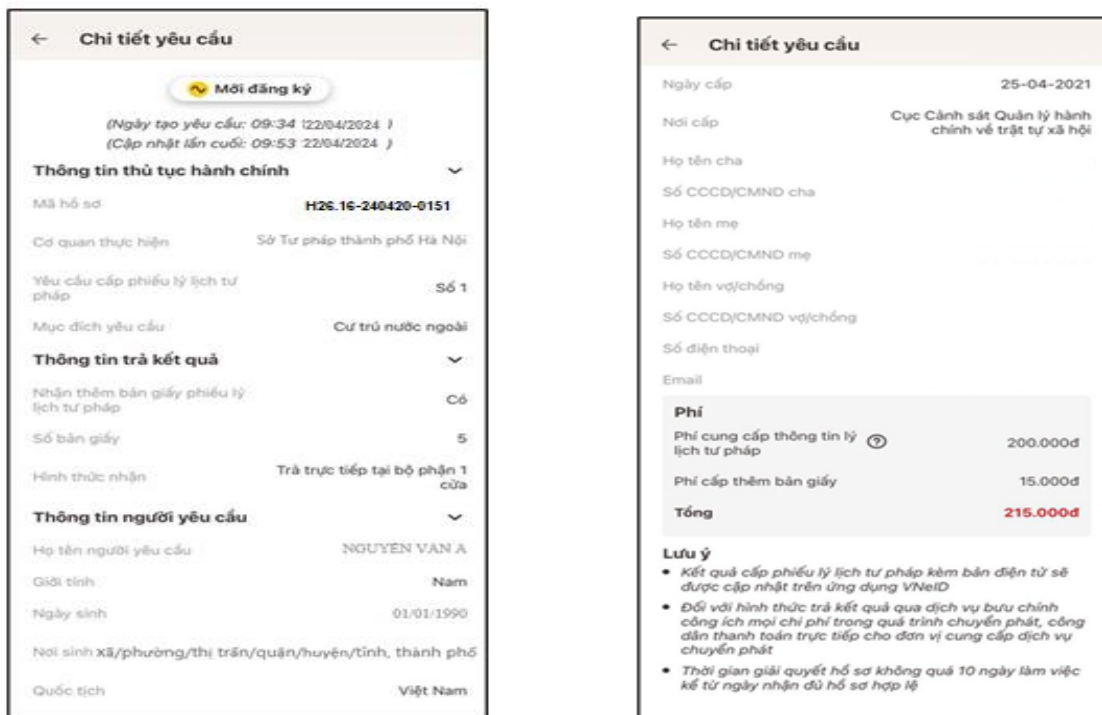 ← Chi tiết yêu cầu
Mới đăng ký
(Ngày tạo yêu cầu: 09:34 22/04/2024 )
(Cập nhật lần cuối: 09:53 22/04/2024 )
Thông tin thủ tục hành chính
Mã hồ sơ H26.16-240420-0151
Cơ quan thực hiện Sở Tư pháp thành phố Hà Nội
Yêu cầu cấp phiếu lý lịch tư
pháp Số 1
Mục đích yêu cầu Cư trú nước ngoài
Thông tin trả kết quả
Nhận thêm bản giấy phiếu lý
lịch tư pháp Có
Số bản giấy 5
Hình thức nhận Trả trực tiếp tại bộ phận 1
cửa
Thông tin người yêu cầu
Họ tên người yêu cầu NGUYỄN VAN A
Giới tính Nam
Ngày sinh 01/01/1990
Nơi sinh xã/phường/thị trấn/quận/huyện/tỉnh, thành phố
Quốc tịch Việt Nam
← Chi tiết yêu cầu
Ngày cấp 25-04-2021
Nơi cấp Cục Cảnh sát Quản lý hành
chính về trật tự xã hội
Họ tên cha
Số CCCD/CMND cha
Họ tên mẹ
Số CCCD/CMND mẹ
Họ tên vợ/chồng
Số CCCD/CMND vợ/chồng
Số điện thoại
Email
Phí
Phí cung cấp thông tin lý
lịch tư pháp 200.000đ
Phí cấp thêm bản giấy 15.000đ
Tổng 215.000đ
Lưu ý
• Kết quả cấp phiếu lý lịch tư pháp kèm bản điện tử sẽ
được cập nhật trên ứng dụng VNeID
• Đối với hình thức trả kết quả qua dịch vụ bưu chính
công ích mọi chi phí trong quá trình chuyển phát, công
dân thanh toán trực tiếp cho đơn vị cung cấp dịch vụ
chuyển phát
• Thời gian giải quyết hồ sơ không quá 10 ngày làm việc
kể từ ngày nhận đủ hồ sơ hợp lệ